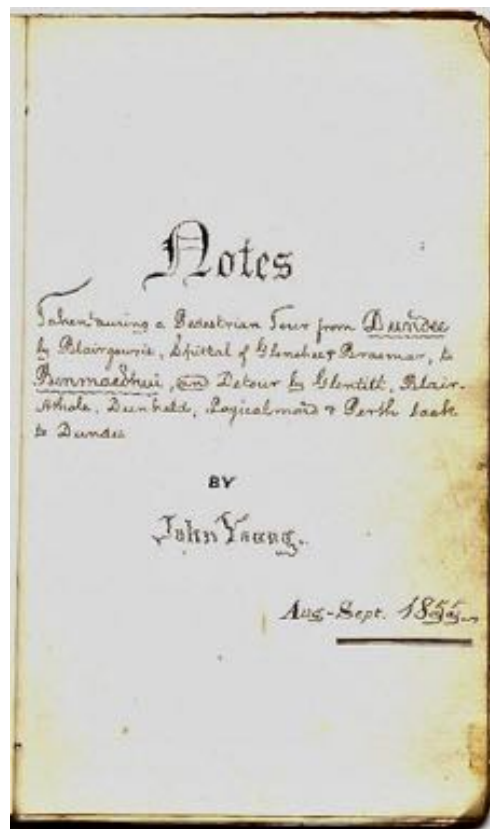 Notes
Taken during a Pedestrian Tour from Dundee
by Blairgowrie, Spittal of Glenshee & Braemar, to
Benmacdhui, and Detour by Glentilt, Blair-
Athole, Dunkeld, Logiealmond & Perth back
to Dundee
BY
John Young.
Aug-Sept. 1855.